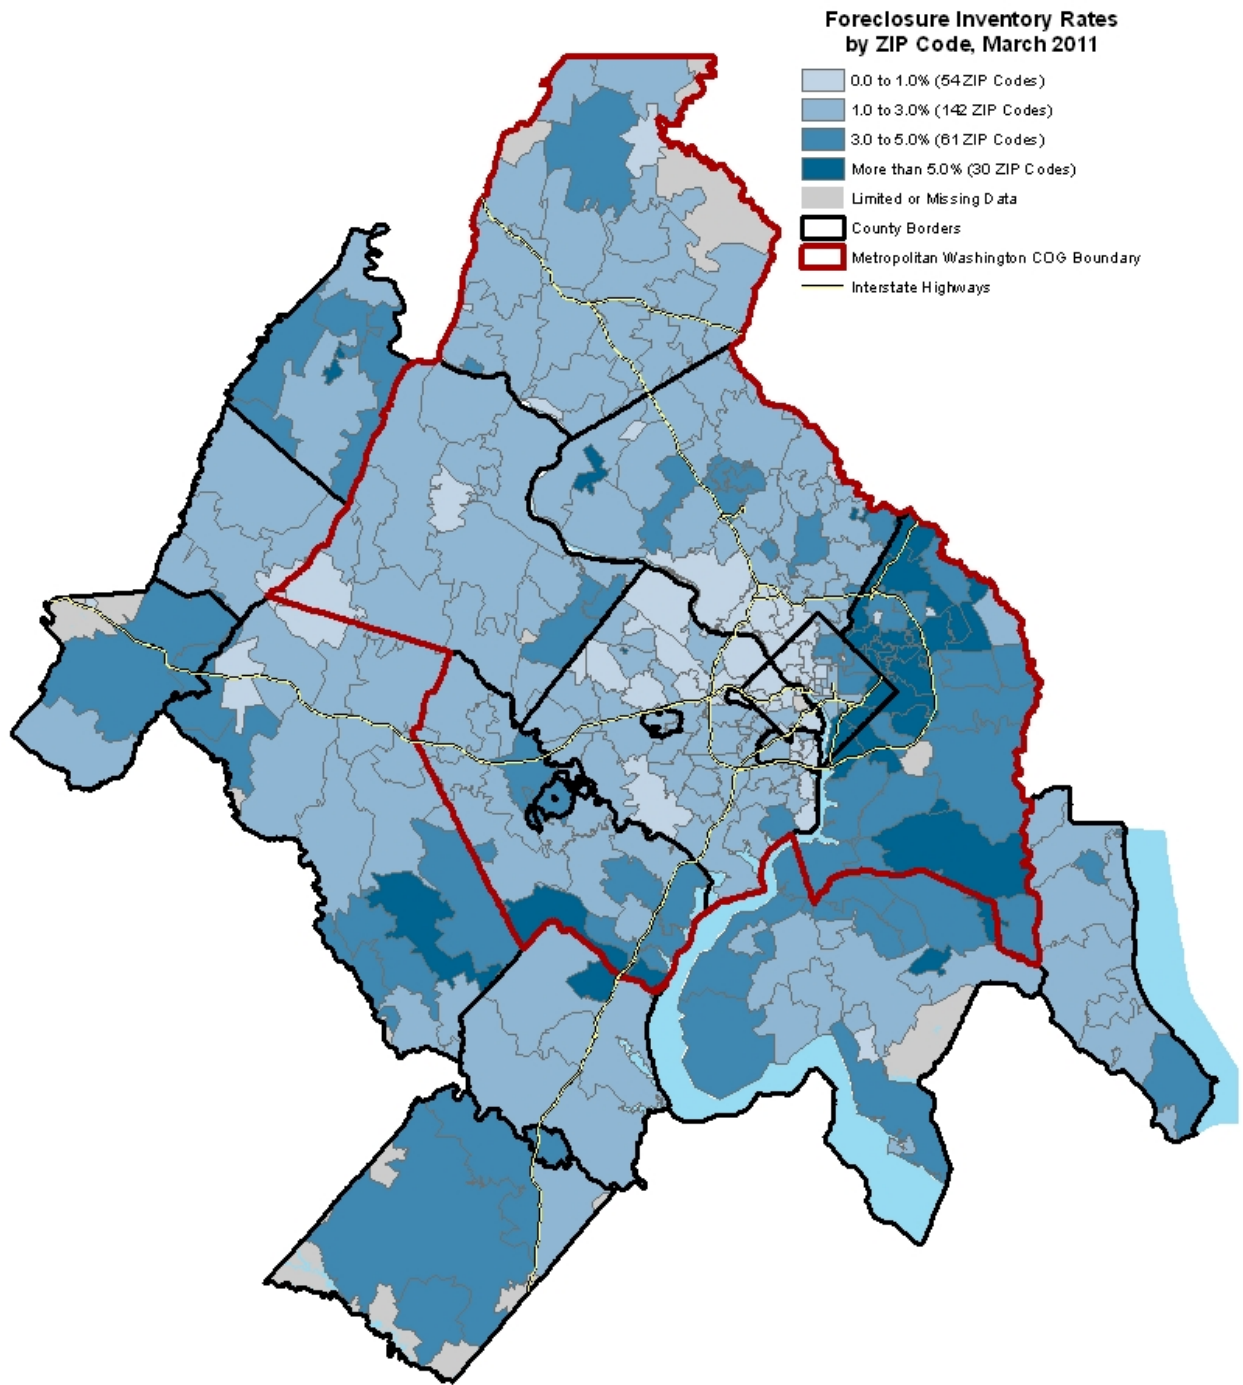 Foreclosure Inventory Rates
by ZIP Code, March 2011
0.0 to 1.0% (54 ZIP Codes)
1.0 to 3.0% (142 ZIP Codes)
3.0 to 5.0% (61 ZIP Codes)
More than 5.0% (30 ZIP Codes)
Limited or Missing Data
County Borders
Metropolitan Washington COG Boundary
Interstate Highways